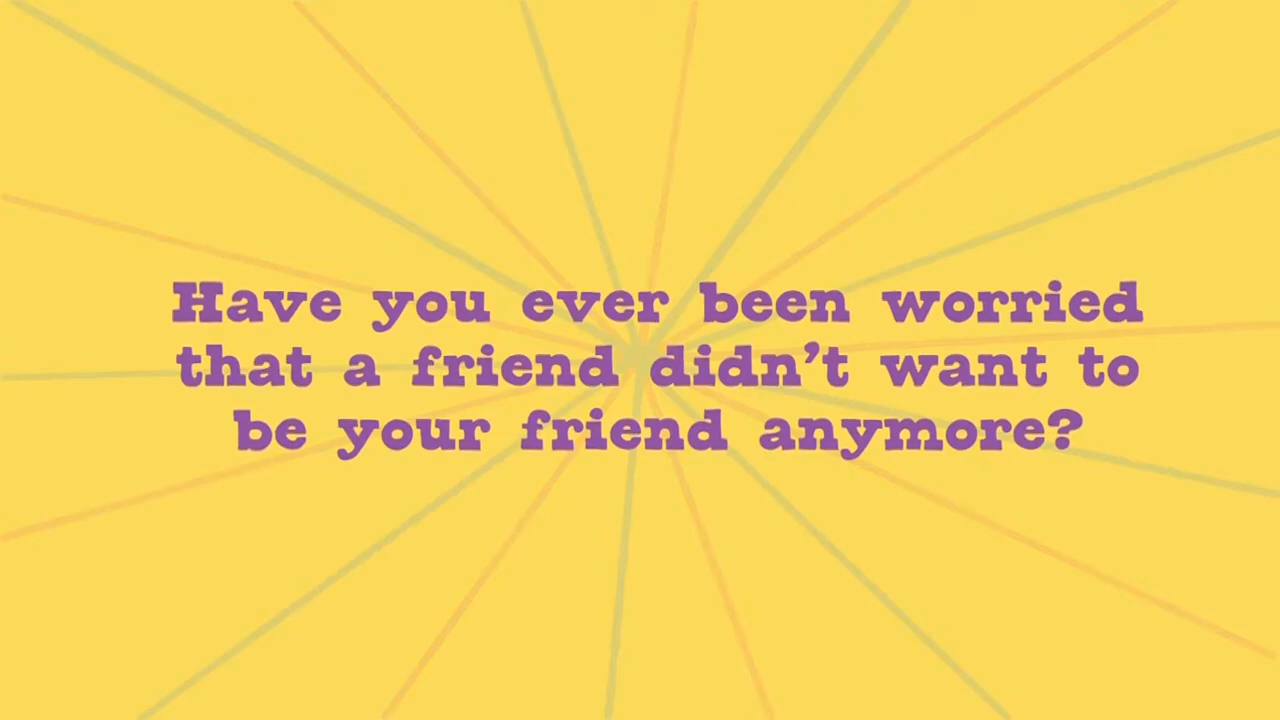 Have you ever been worried
that a friend didn’t want to
be your friend anymore?